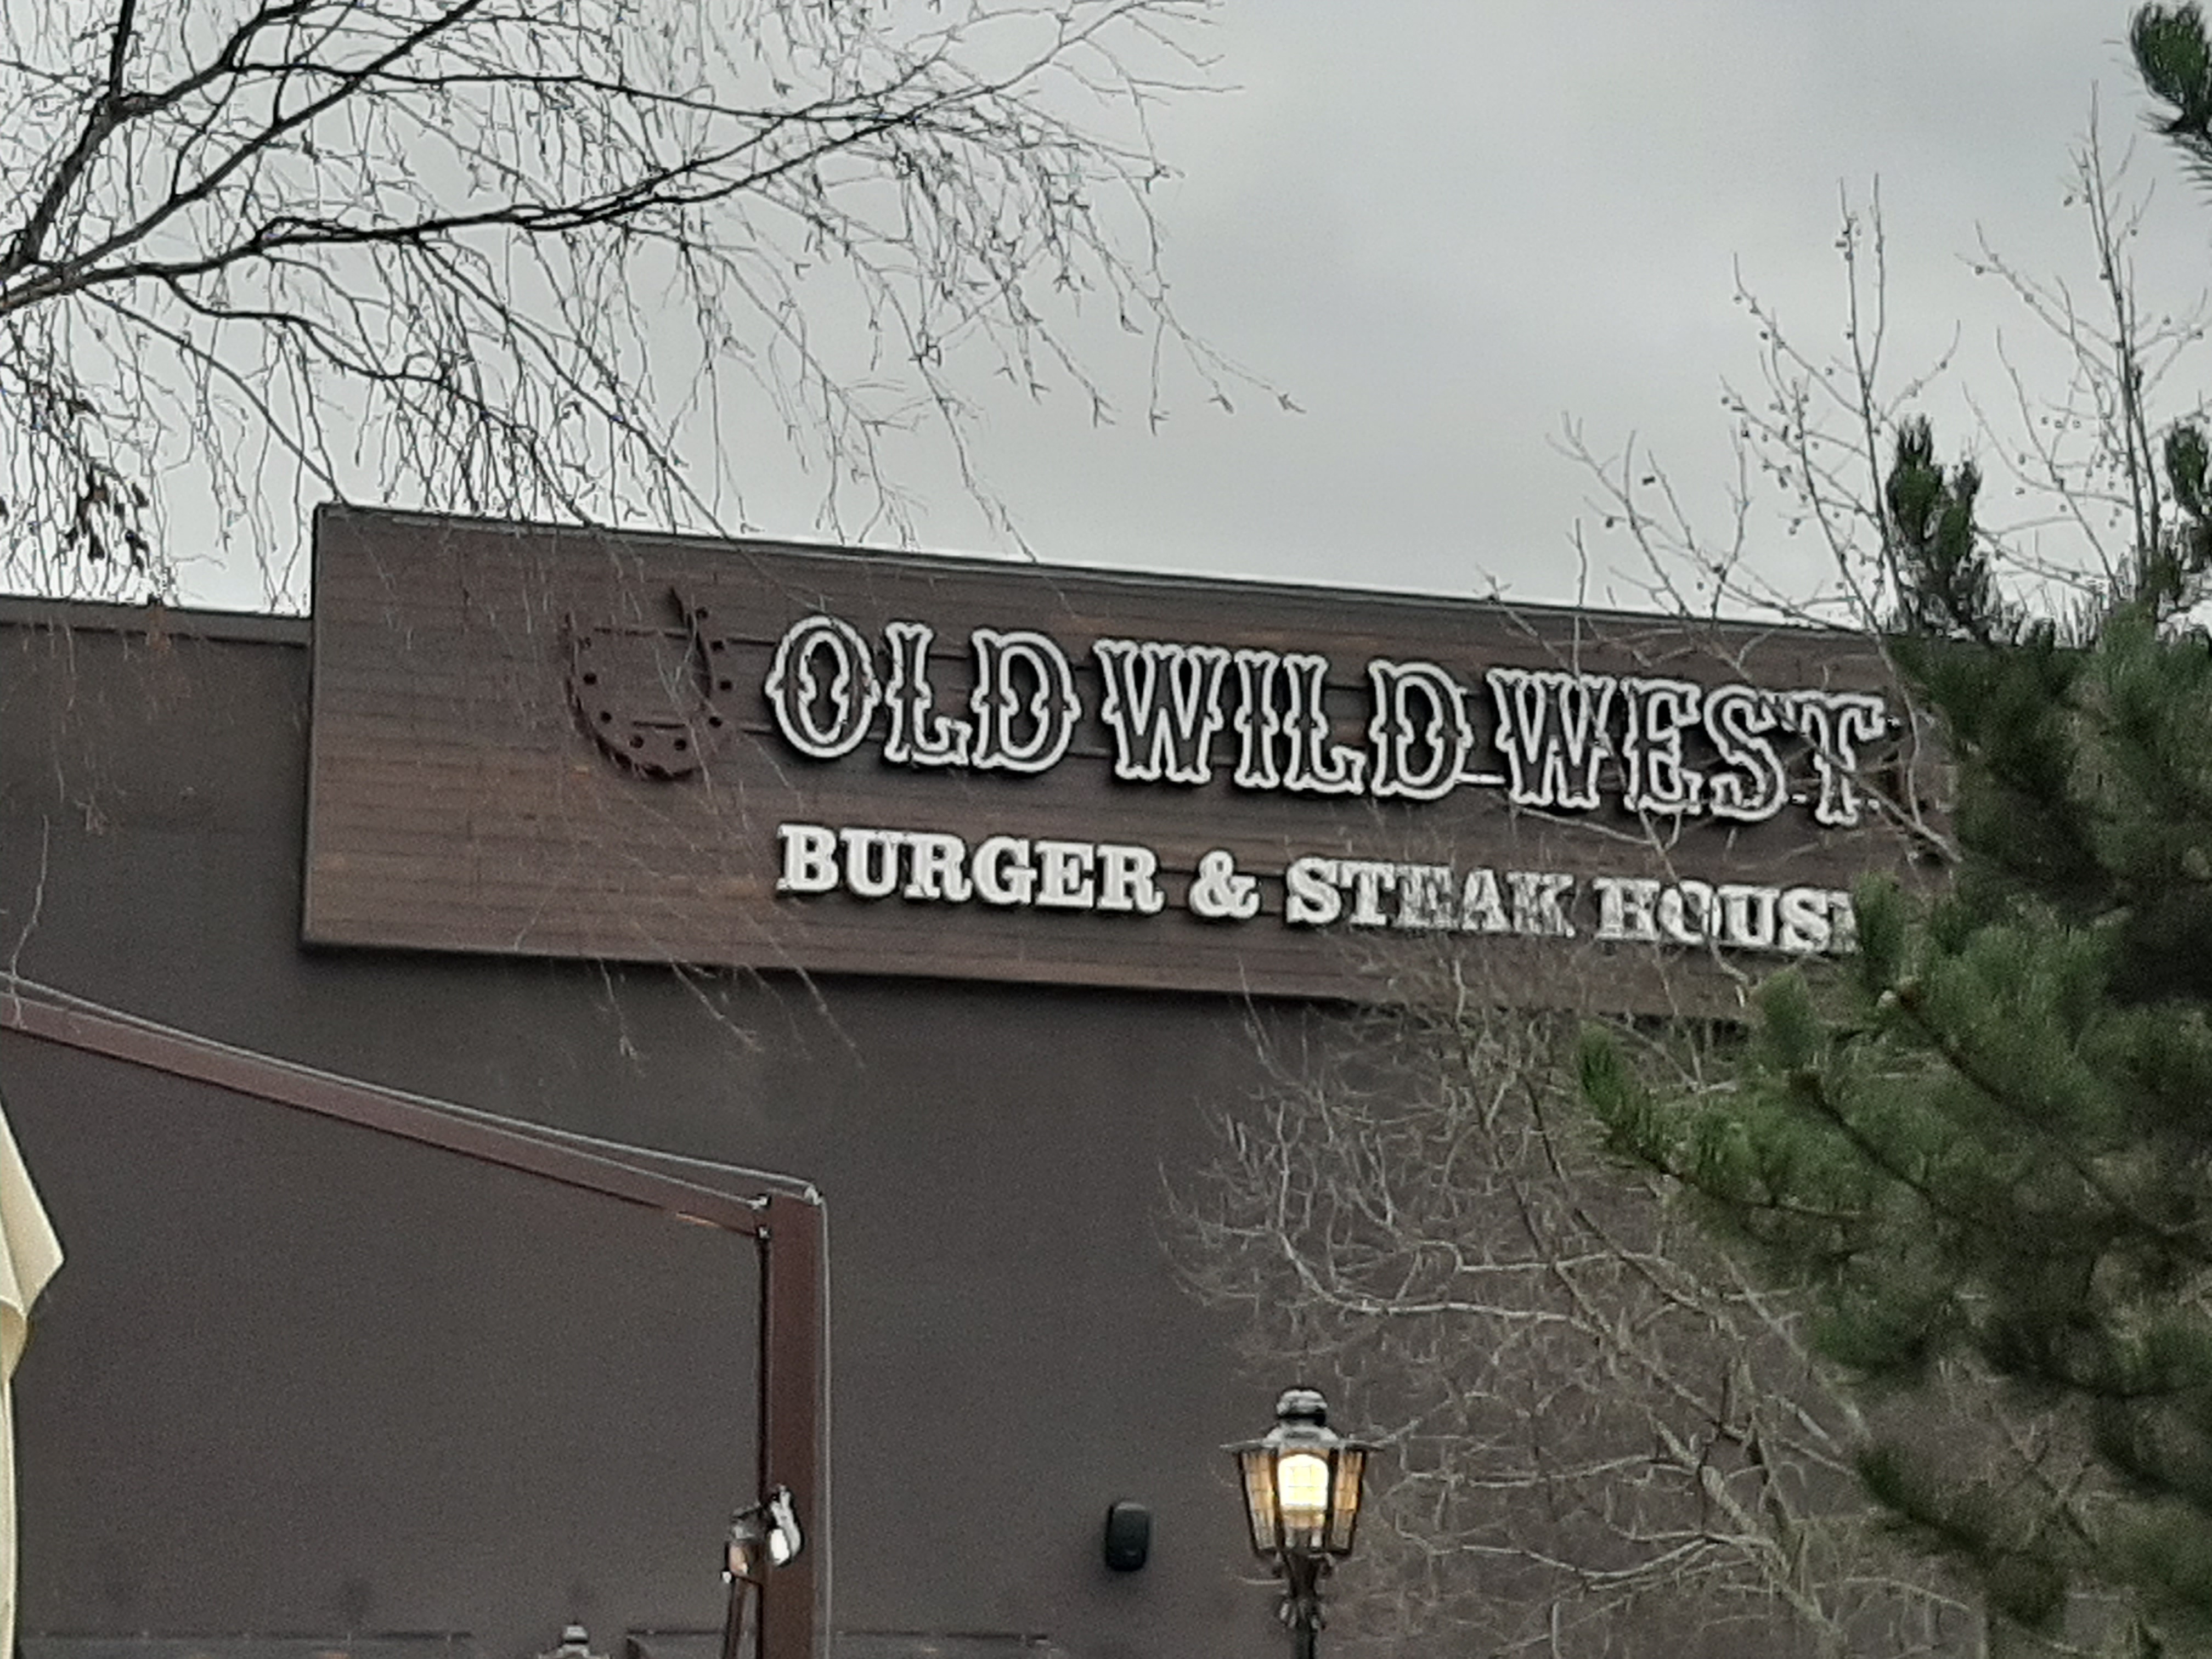 OLD WILD WEST
BURGER & STEAK HOUSE